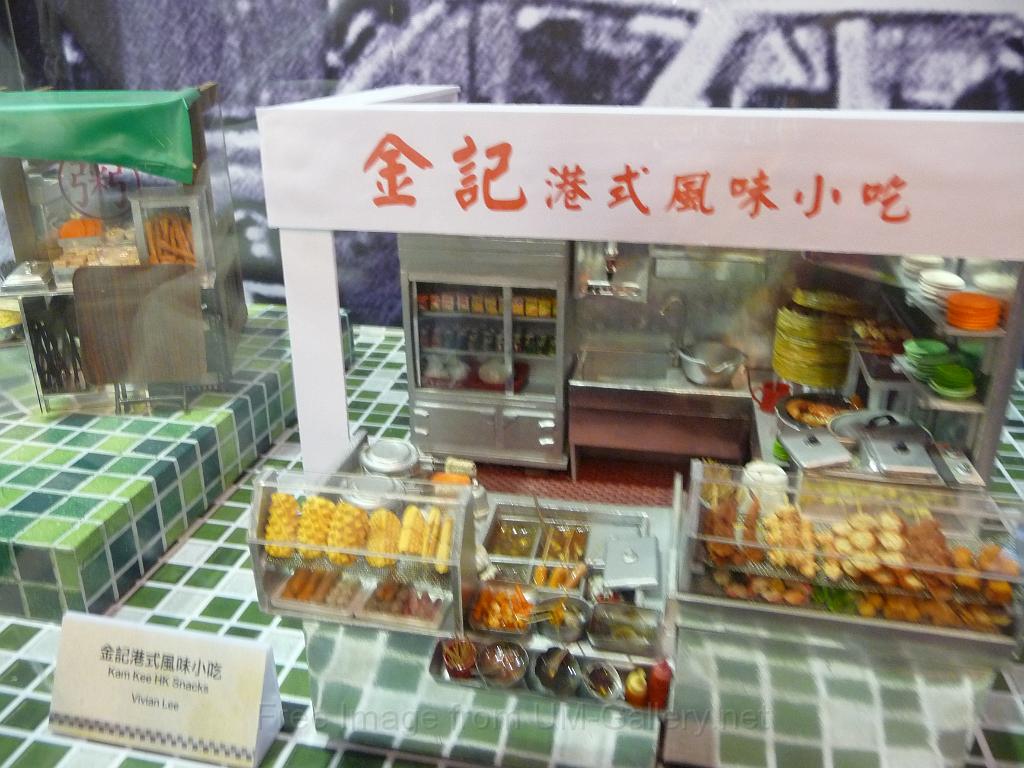 金記港式風味小吃
粥
金記港式風味小吃
Kam Kee HK Snacks
Vivian Lee
Free Image from UM-Gallery.net